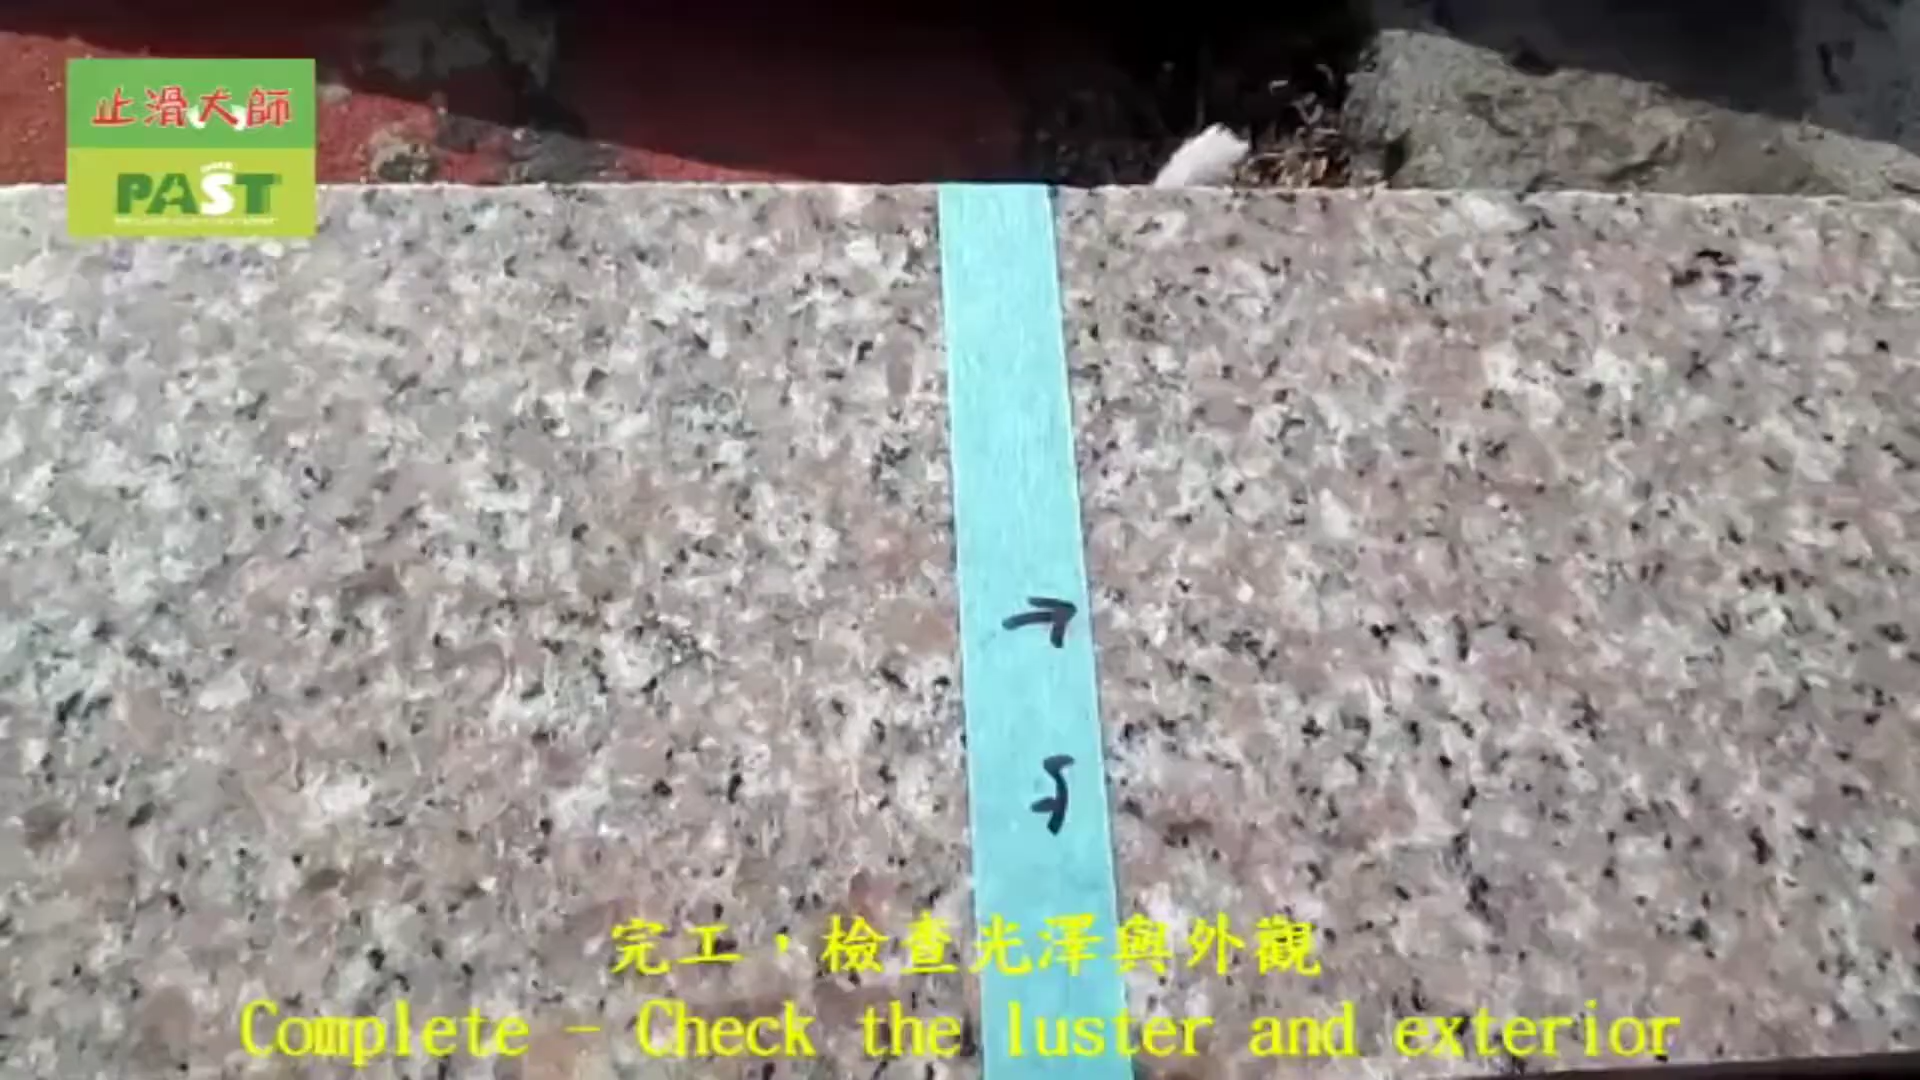 止滑大師
PAST
完工，檢查光澤與外觀
Complete - Check the luster and exterior